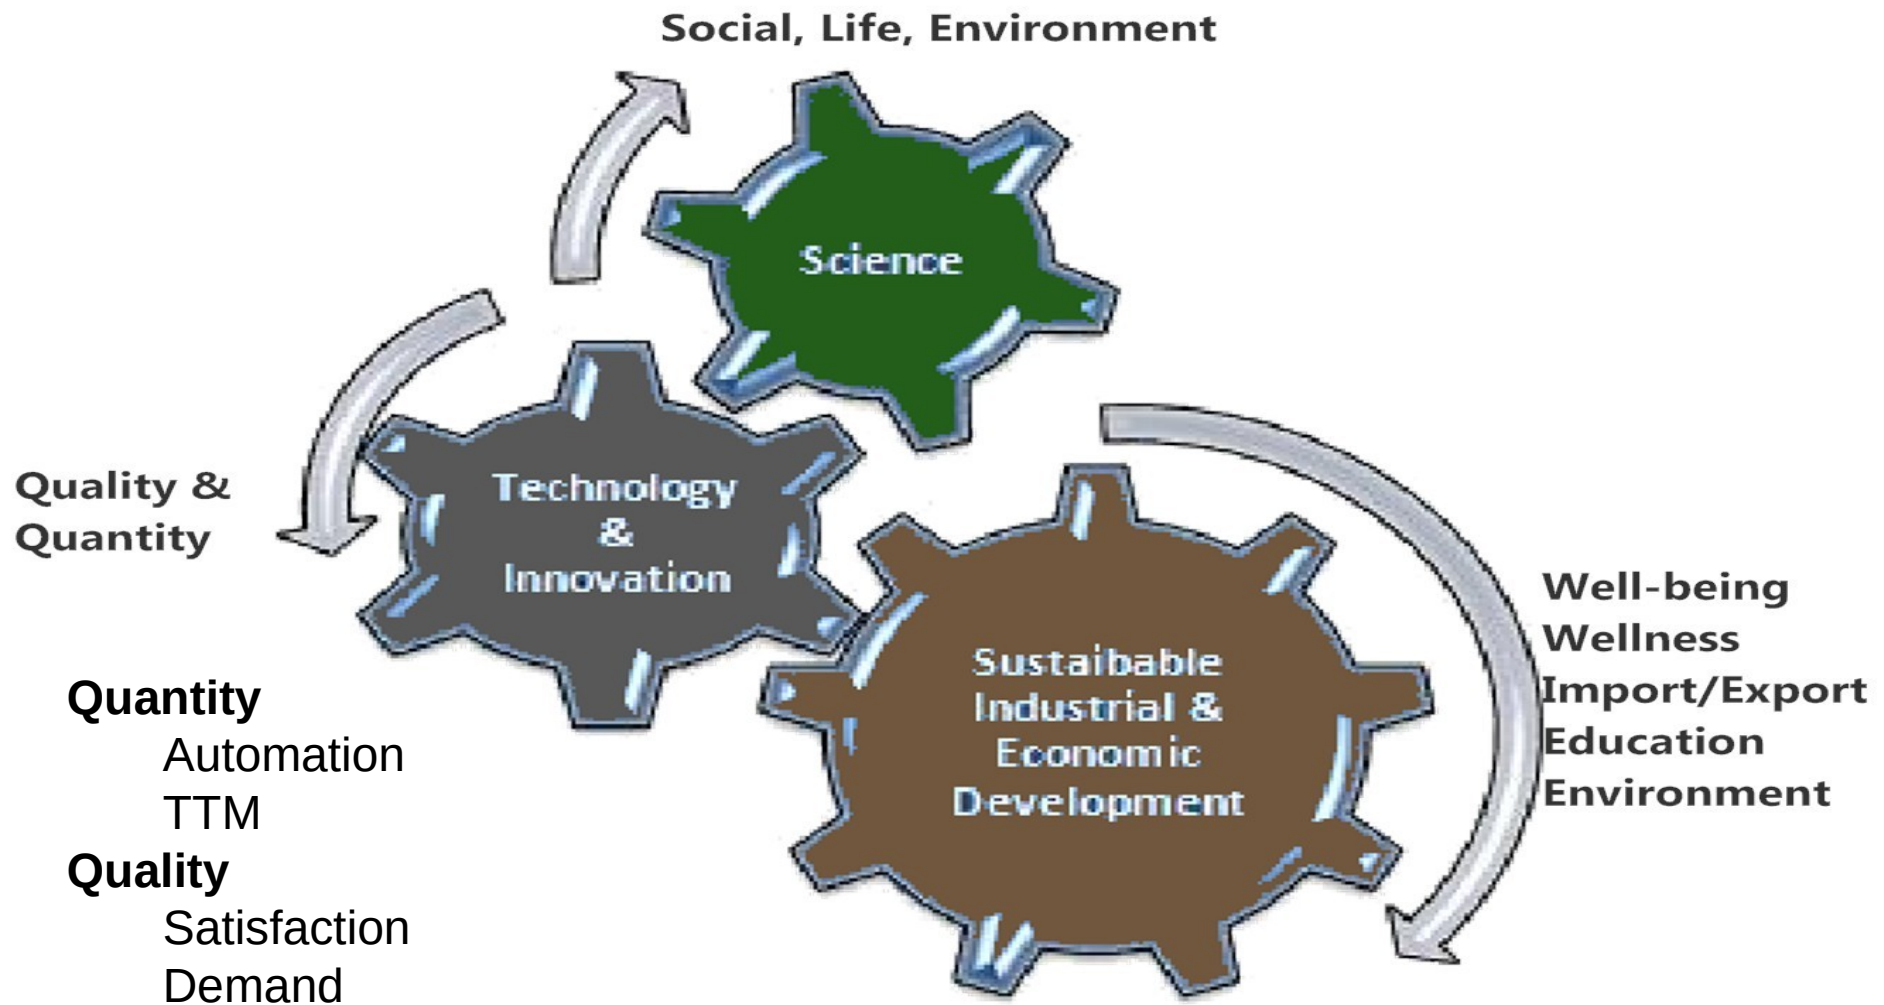 Social, Life, Environment
Science
Quality &
Quantity
Technology
&
Innovation
Sustaibable
Industrial &
Economic
Development
Well-being
Wellness
Import/Export
Education
Environment
Quantity
Automation
TTM
Quality
Satisfaction
Demand